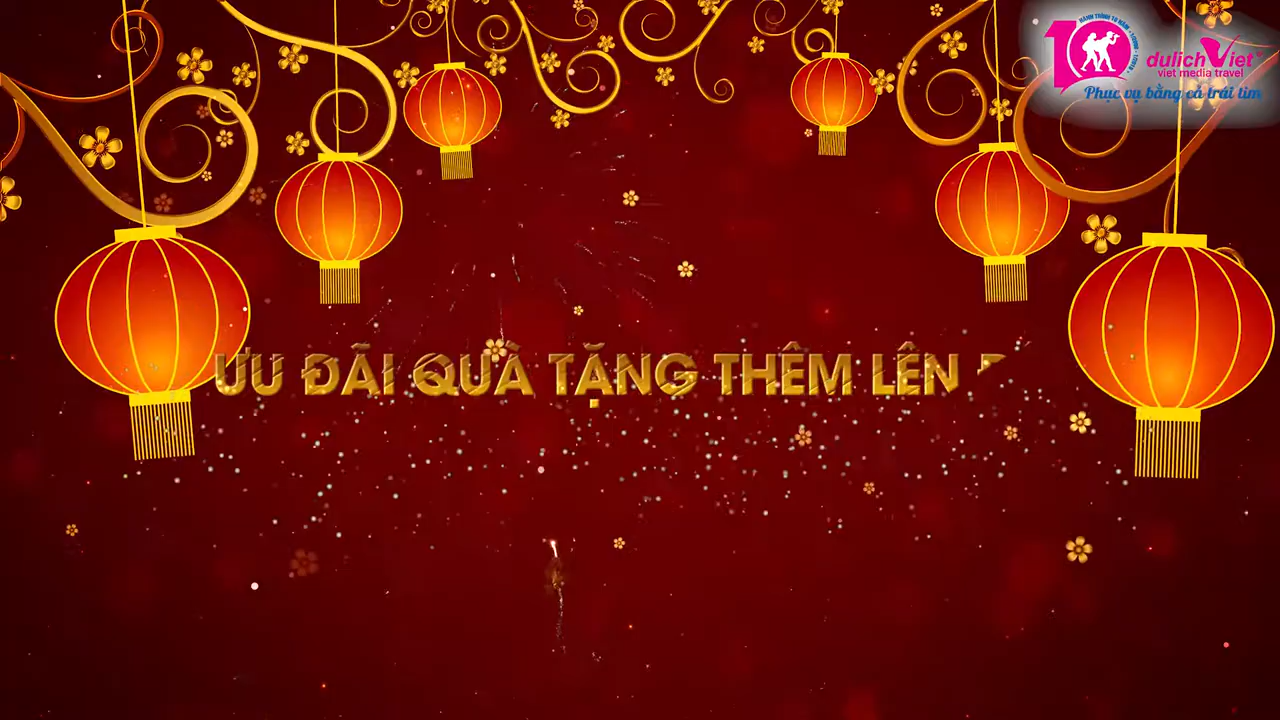 dulichViet
viet media travel
Phục vụ bằng cả trái tim
ƯU ĐÃI QUÀ TẶNG THÊM LÊN